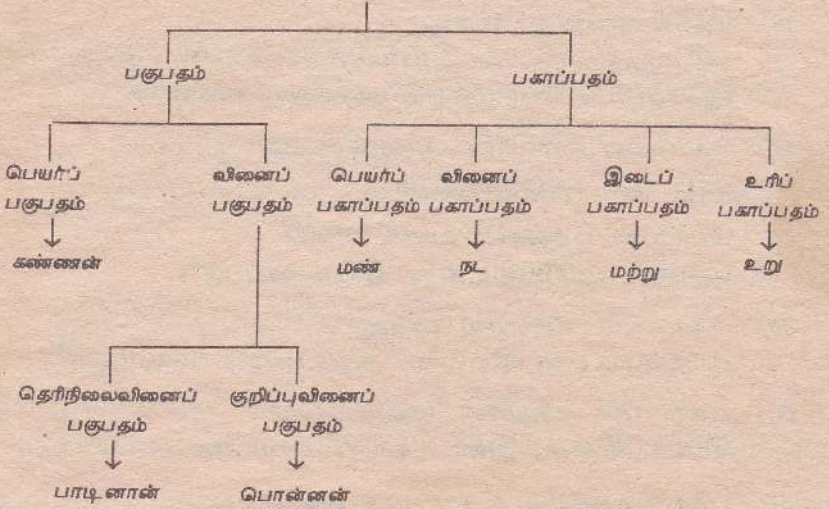 பகுபதம் பகாப்பதம்
பெயர்ப் வினைப் பெயர்ப் வினைப் இடைப் உரிப்
பகுபதம் பகுபதம் பகாப்பதம் பகாப்பதம் பகாப்பதம் பகாப்பதம்
கண்ணன் மண் நட மற்று உறு
தெரிநிலைவினைப் குறிப்புவினைப்
பகுபதம் பகுபதம்
பாடினான் பொன்னன்